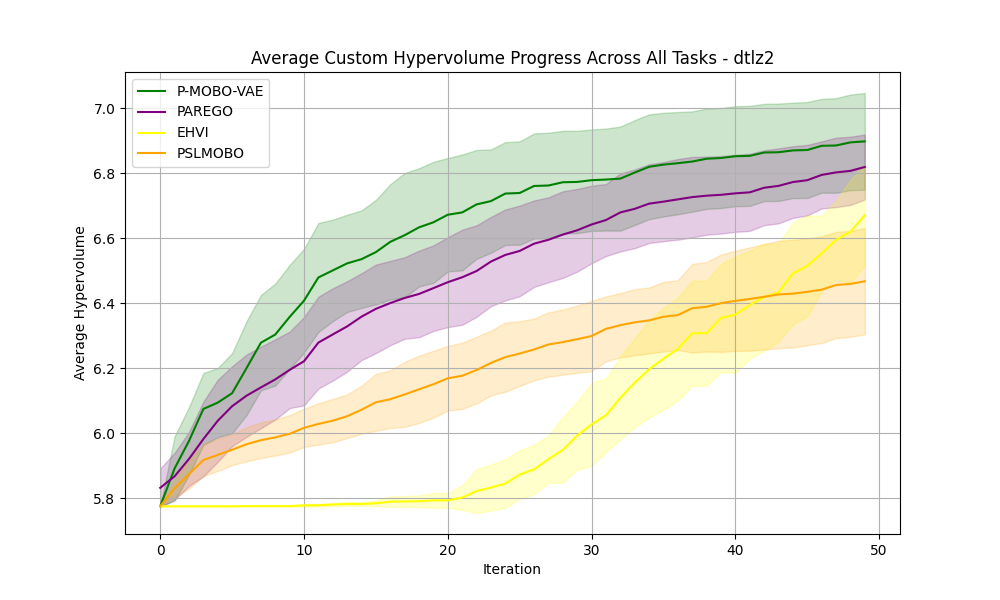 Average Custom Hypervolume Progress Across All Tasks - dtlz2
P-MOBO-VAE
PAREGO
EHVI
PSLMOBO
Average Hypervolume
7.0
6.8
6.6
6.4
6.2
6.0
5.8
0 10 20 30 40 50
Iteration